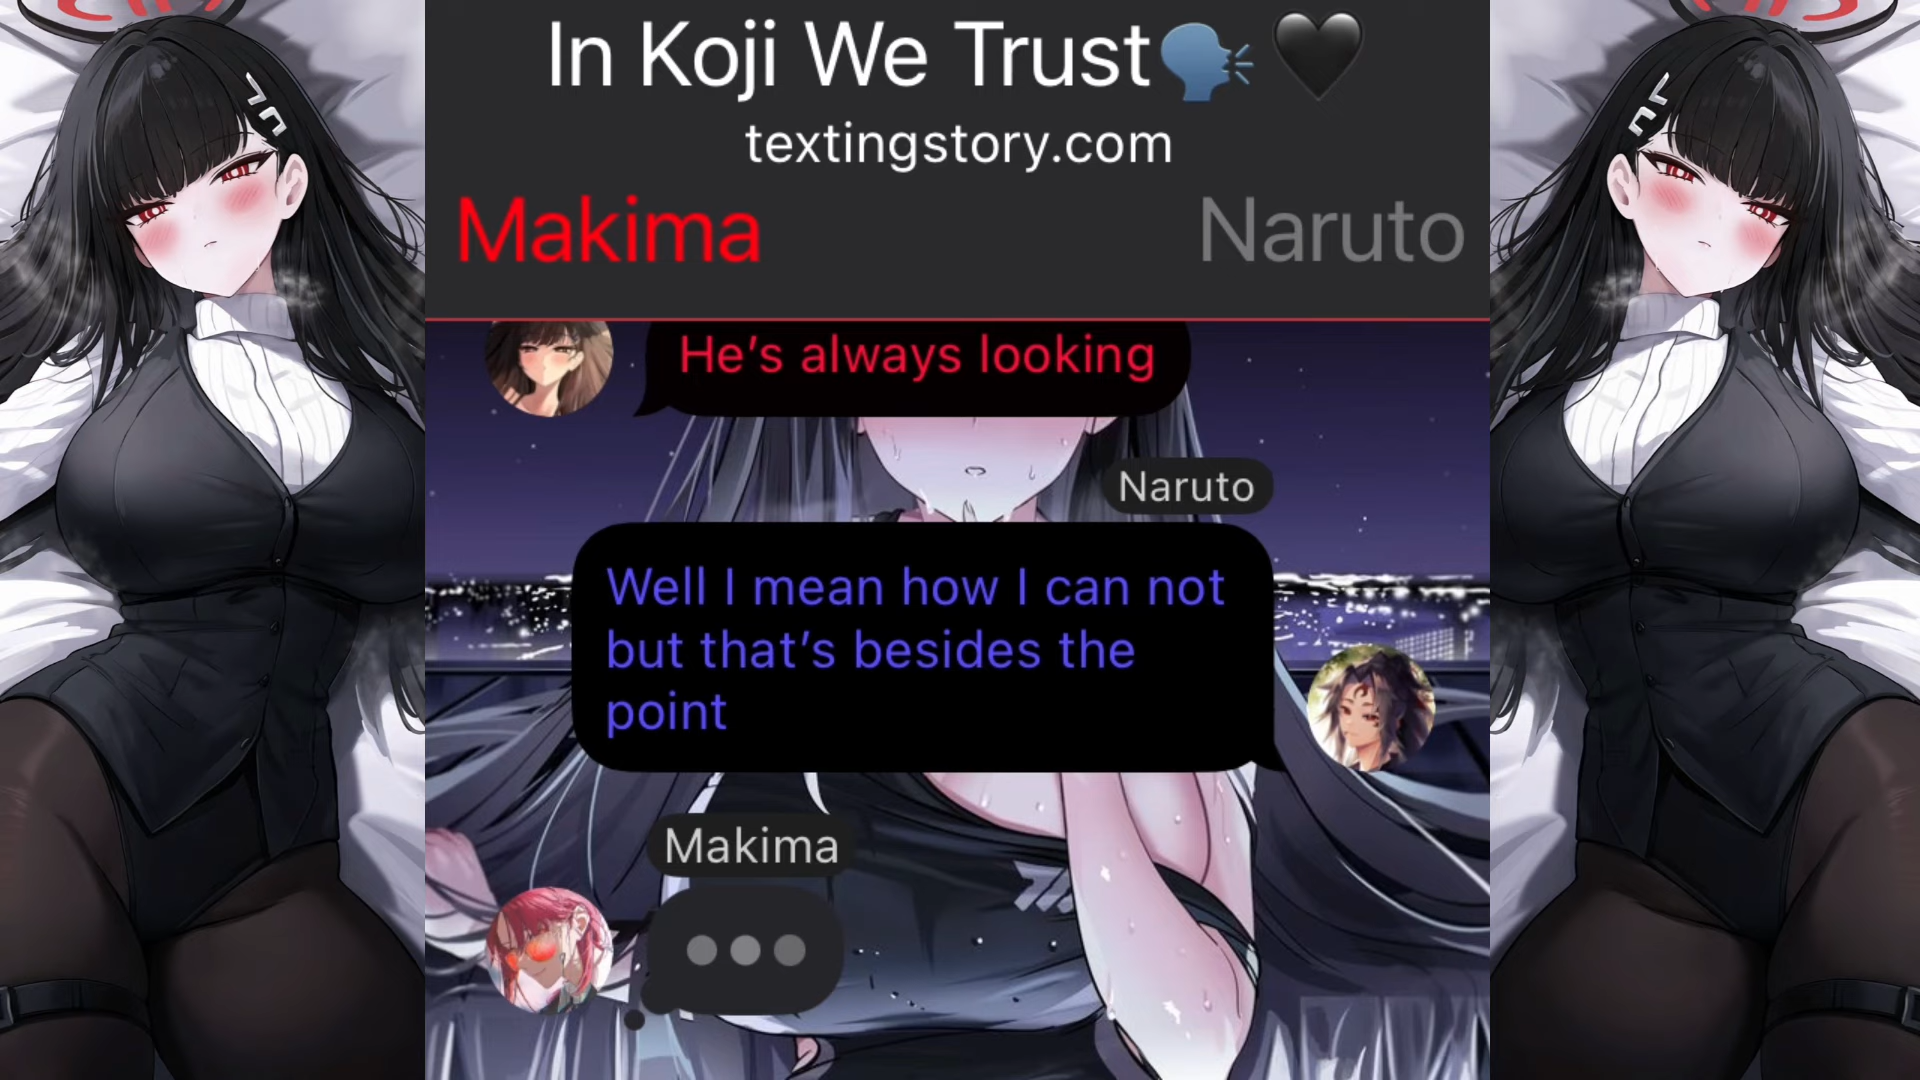 In Koji We Trust🗣️🖤
textingstory.com
Makima
Naruto
He’s always looking
Naruto
Well I mean how I can not
but that’s besides the
point
Makima